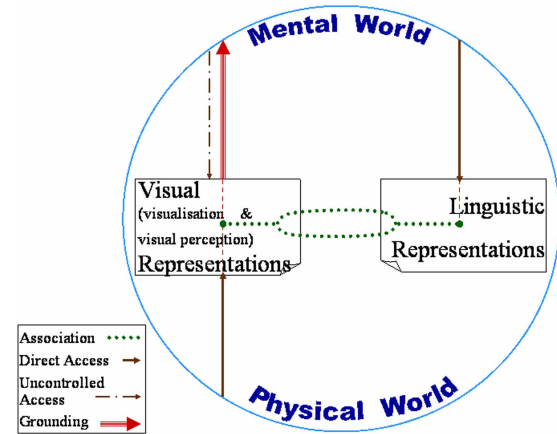 Mental World
Visual
(visualisation &
visual perception)
Representations
Linguistic
Representations
Physical World
Association
Direct Access
Uncontrolled
Access
Grounding